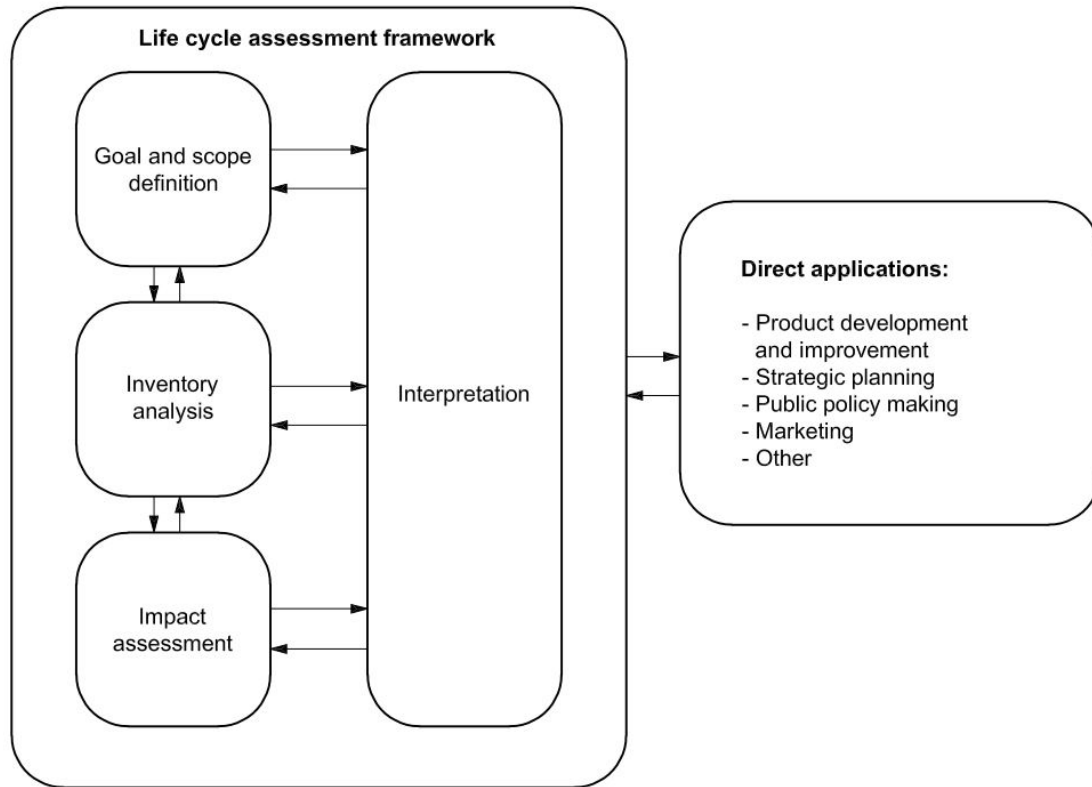 Life cycle assessment framework
Goal and scope
definition
Inventory
analysis
Impact
assessment
Interpretation
Direct applications:
- Product development
and improvement
- Strategic planning
- Public policy making
- Marketing
- Other